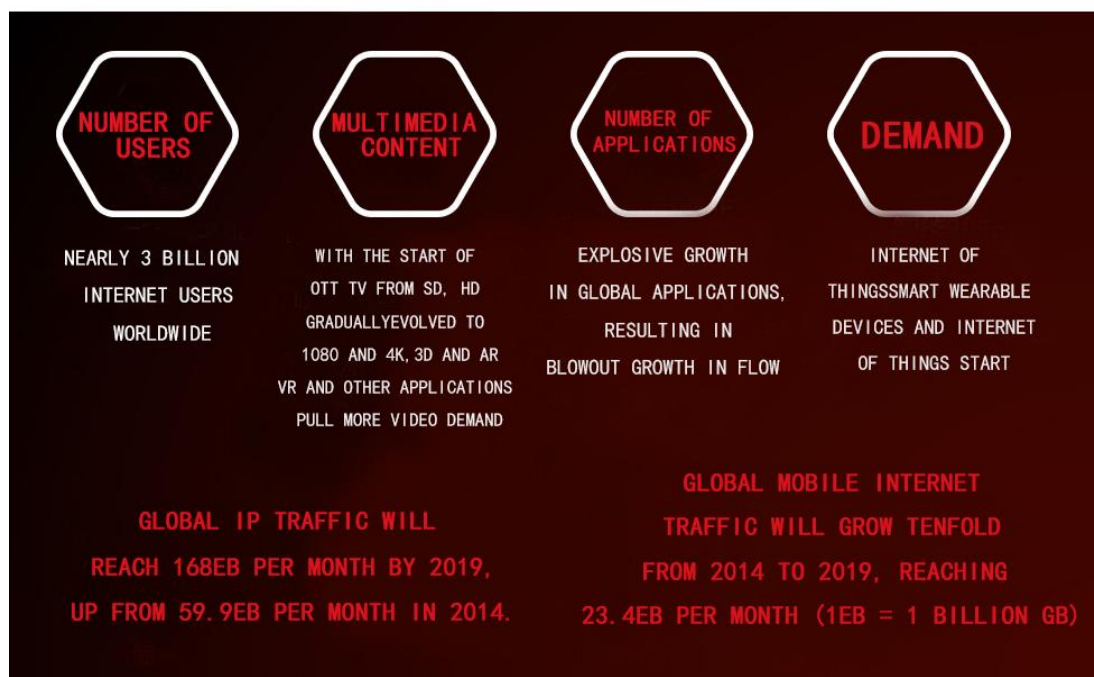 NUMBER OF
USERS
NEARLY 3 BILLION
INTERNET USERS
WORLDWIDE
MULTIMEDIA
CONTENT
WITH THE START OF
OTT TV FROM SD, HD
GRADUALLYEVOLVED TO
1080 AND 4K,3D AND AR
VR AND OTHER APPLICATIONS
PULL MORE VIDEO DEMAND
NUMBER OF
APPLICATIONS
EXPLOSIVE GROWTH
IN GLOBAL APPLICATIONS,
RESULTING IN
BLOWOUT GROWTH IN FLOW
DEMAND
INTERNET OF
THINGSSMART WEARABLE
DEVICES AND INTERNET
OF THINGS START
GLOBAL IP TRAFFIC WILL
REACH 168EB PER MONTH BY 2019,
UP FROM 59.9EB PER MONTH IN 2014.
GLOBAL MOBILE INTERNET
TRAFFIC WILL GROW TENFOLD
FROM 2014 TO 2019, REACHING
23.4EB PER MONTH (1EB = 1 BILLION GB)